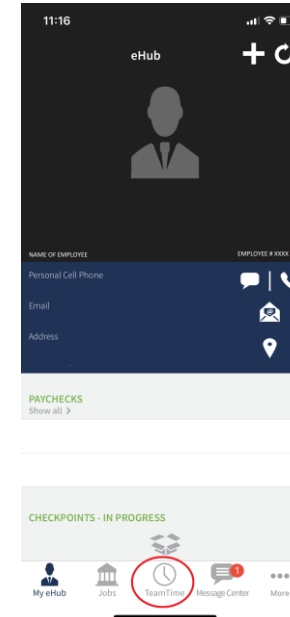 11:16
eHub
NAME OF EMPLOYEE
EMPLOYEE # XXXX
Personal Cell Phone
Email
Address
PAYCHECKS
Show all >
CHECKPOINTS - IN PROGRESS
1
My eHub
Jobs
TeamTime
Message Center
More